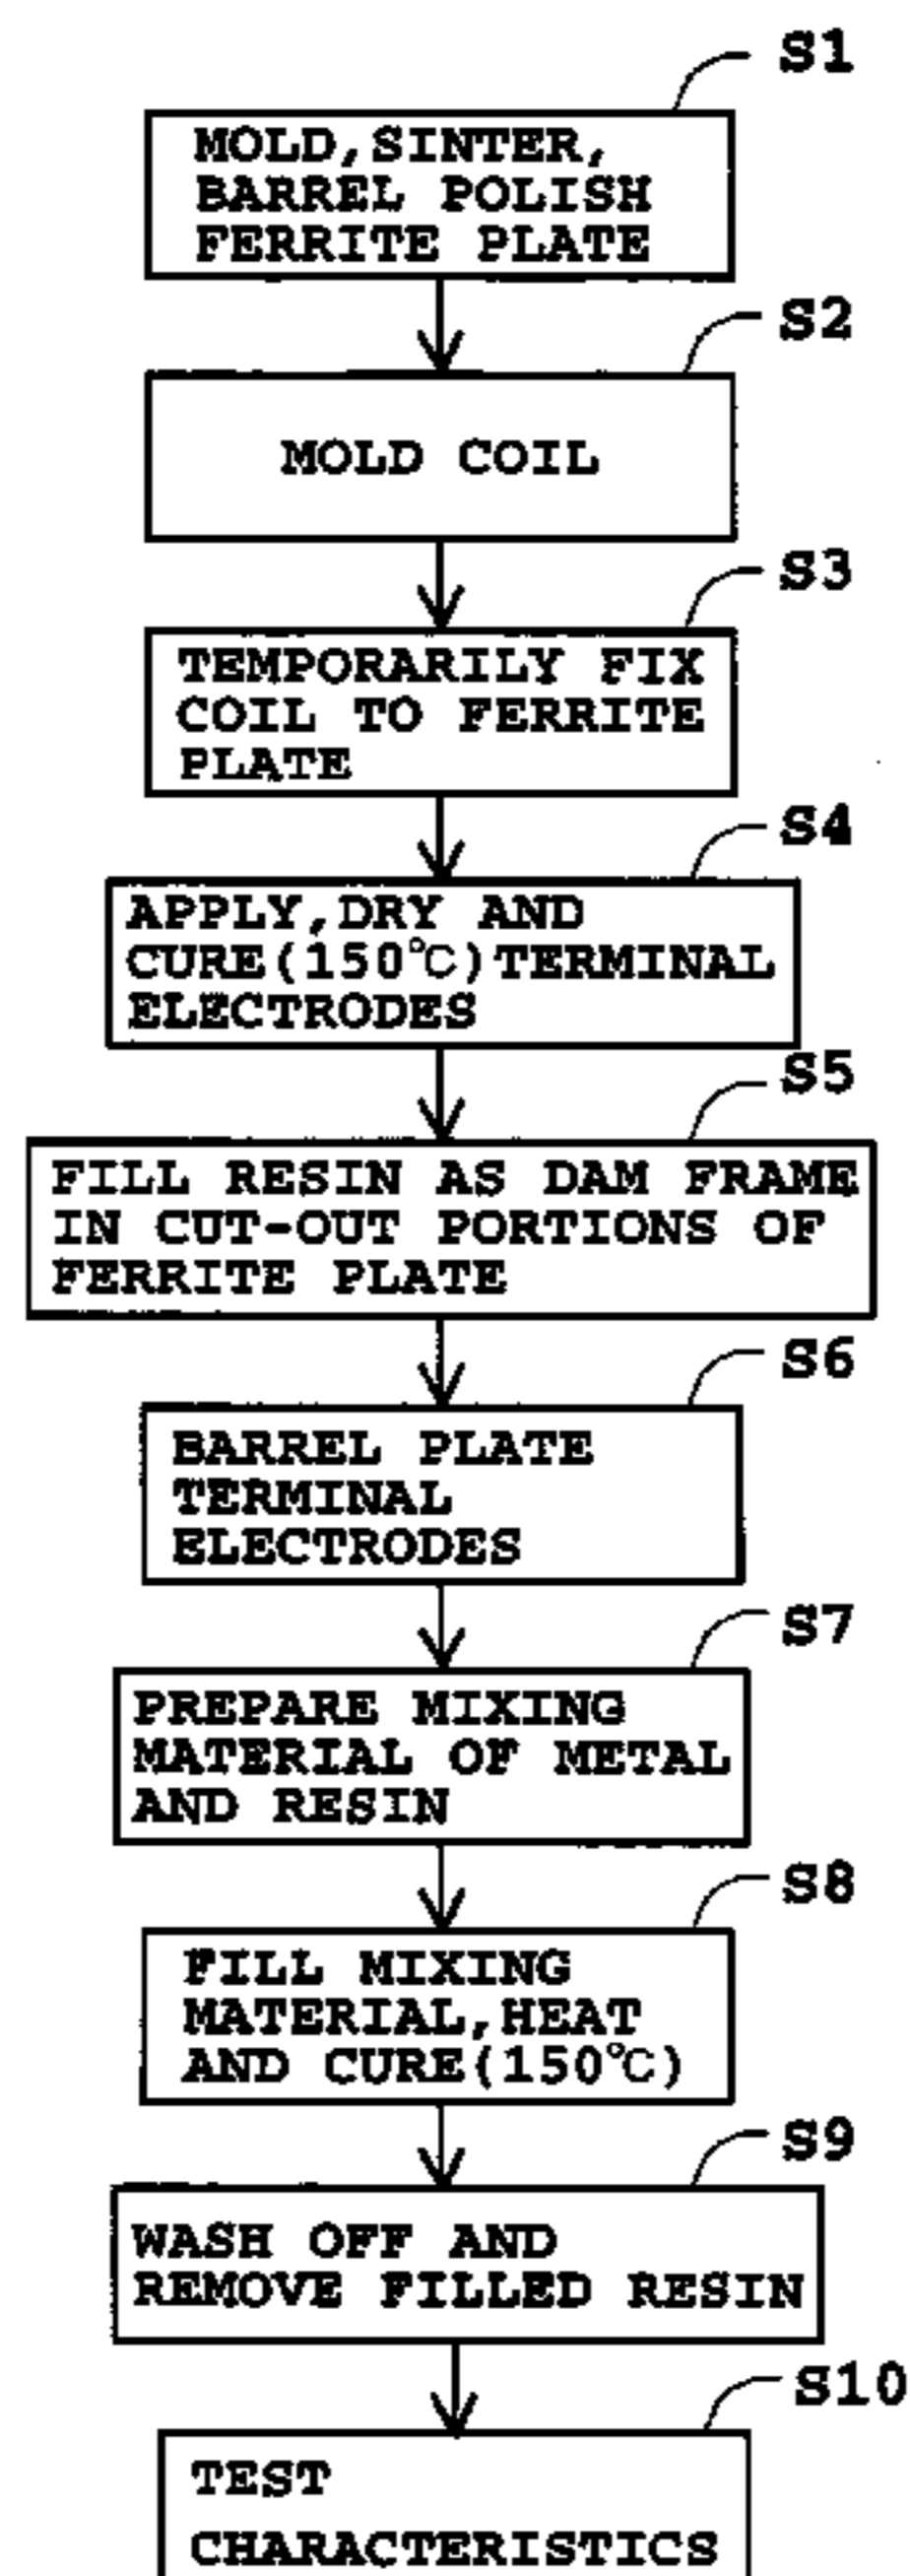 S1
MOLD,SINTER,
BARREL POLISH
FERRITE PLATE
S2
MOLD COIL
S3
TEMPORARILY FIX
COIL TO FERRITE
PLATE
S4
APPLY,DRY AND
CURE(150℃)TERMINAL
ELECTRODES
S5
FILL RESIN AS DAM FRAME
IN CUT-OUT PORTIONS OF
FERRITE PLATE
S6
BARREL PLATE
TERMINAL
ELECTRODES
S7
PREPARE MIXING
MATERIAL OF METAL
AND RESIN
S8
FILL MIXING
MATERIAL,HEAT
AND CURE(150℃)
S9
WASH OFF AND
REMOVE FILLED RESIN
S10
TEST
CHARACTERISTICS